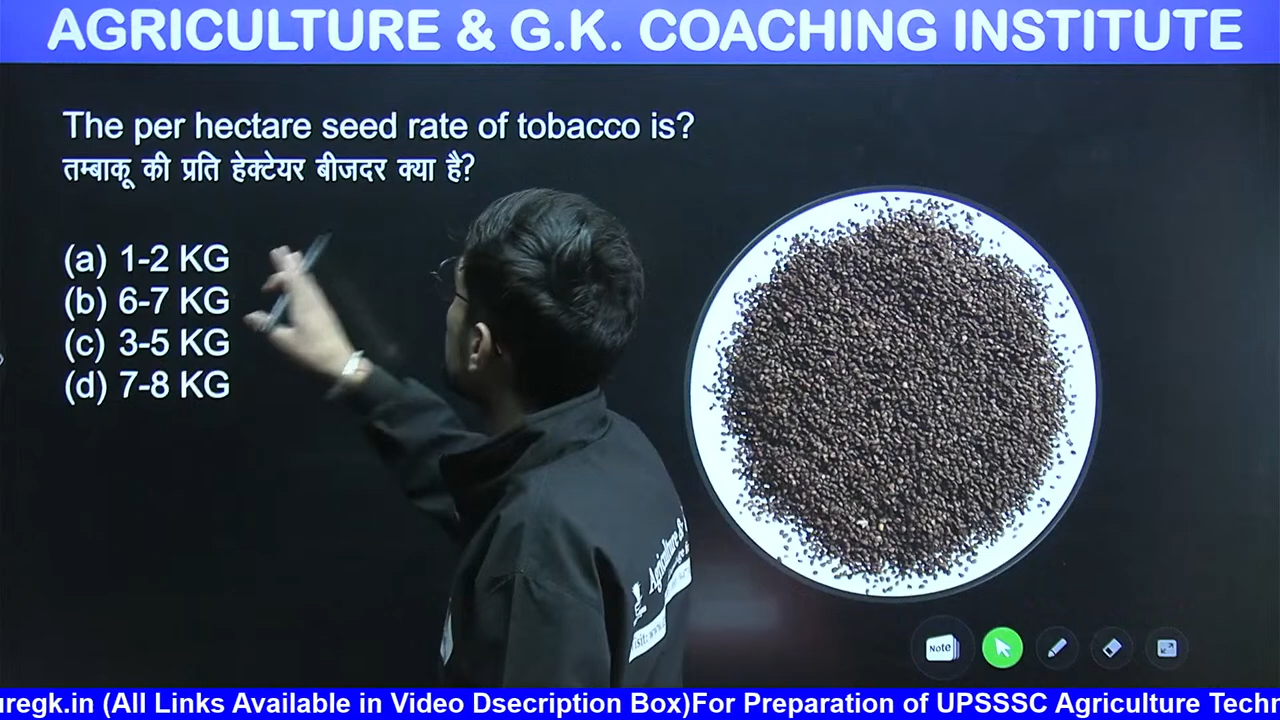 AGRICULTURE & G.K. COACHING INSTITUTE
The per hectare seed rate of tobacco is?
तम्बाकू की प्रति हेक्टेयर बीजदर क्या है?
(a) 1-2 KG
(b) 6-7 KG
(c) 3-5 KG
(d) 7-8 KG
Agriculture &
Note
uregk.in (All Links Available in Video Dscription Box)For Preparation of UPSSSC Agriculture Techn